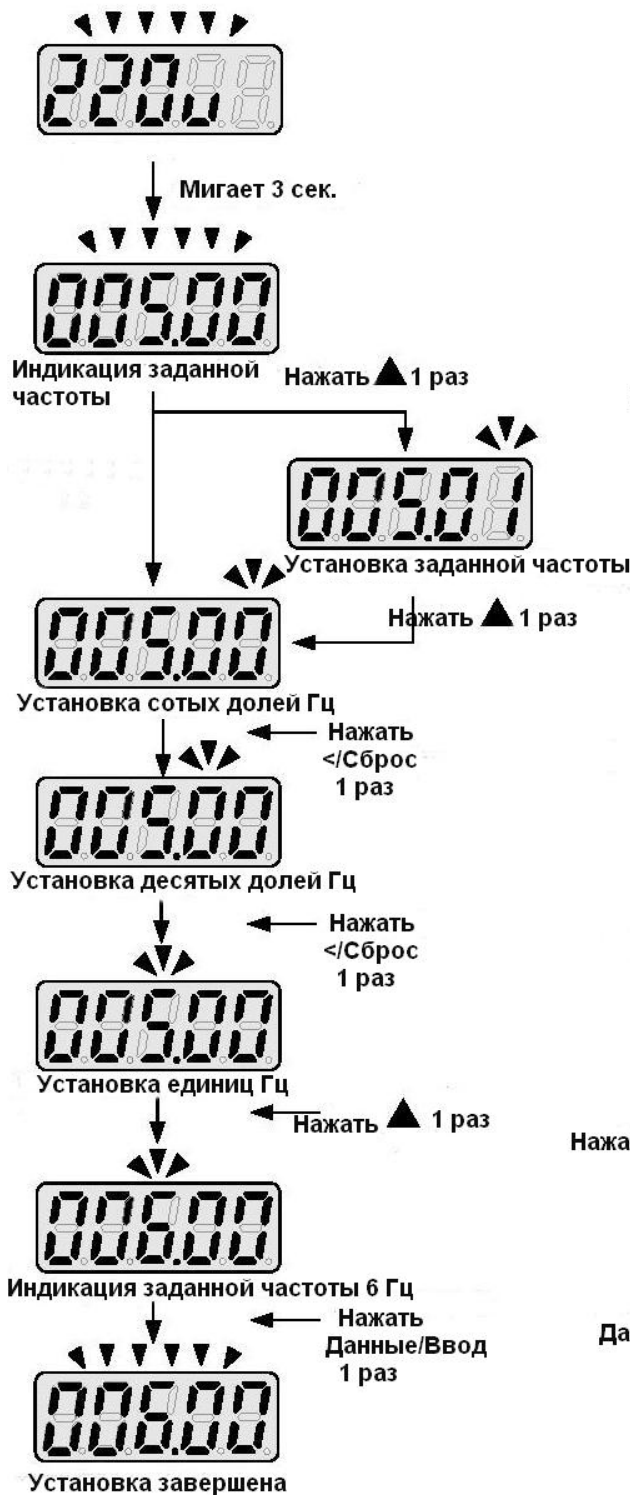 220u
Мигает 3 сек.
005.00
Индикация заданной
частоты
Нажать ▲ 1 раз
005.01
Установка заданной частоты
Нажать ▲ 1 раз
005.00
Установка сотых долей Гц
Нажать
</Сброс
1 раз
005.00
Установка десятых долей Гц
Нажать
</Сброс
1 раз
005.00
Установка единиц Гц
Нажать ▲ 1 раз
Нажа
006.00
Индикация заданной частоты 6 Гц
Нажать
Данные/Ввод
1 раз
Да
006.00
Установка завершена